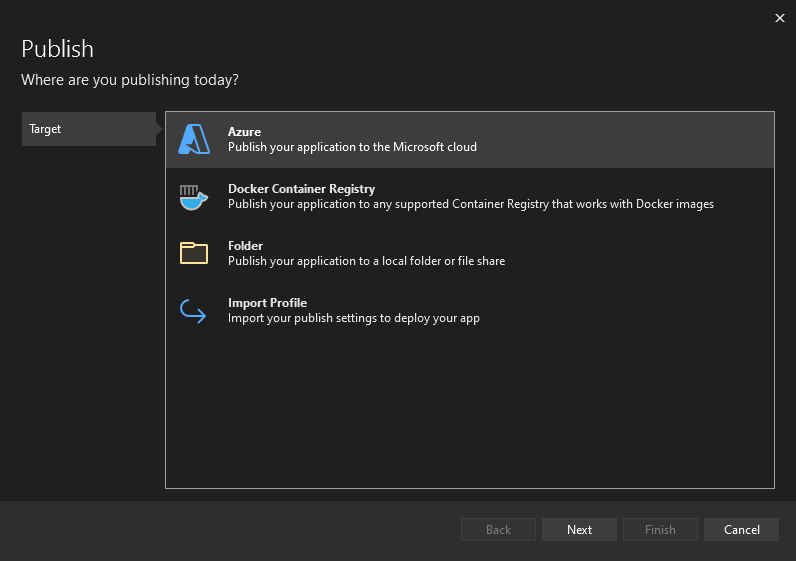 Publish
Where are you publishing today?
Target
Azure
Publish your application to the Microsoft cloud
Docker Container Registry
Publish your application to any supported Container Registry that works with Docker images
Folder
Publish your application to a local folder or file share
Import Profile
Import your publish settings to deploy your app
Back
Next
Finish
Cancel